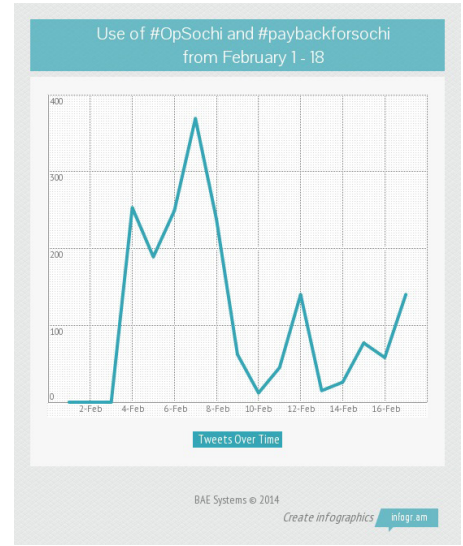 Use of #OpSochi and #paybackforsochi
from February 1 - 18
400
300
200
100
0
2-Feb 4-Feb 6-Feb 8-Feb 10-Feb 12-Feb 14-Feb 16-Feb
Tweets Over Time
BAE Systems © 2014
Create infographics infogr.am